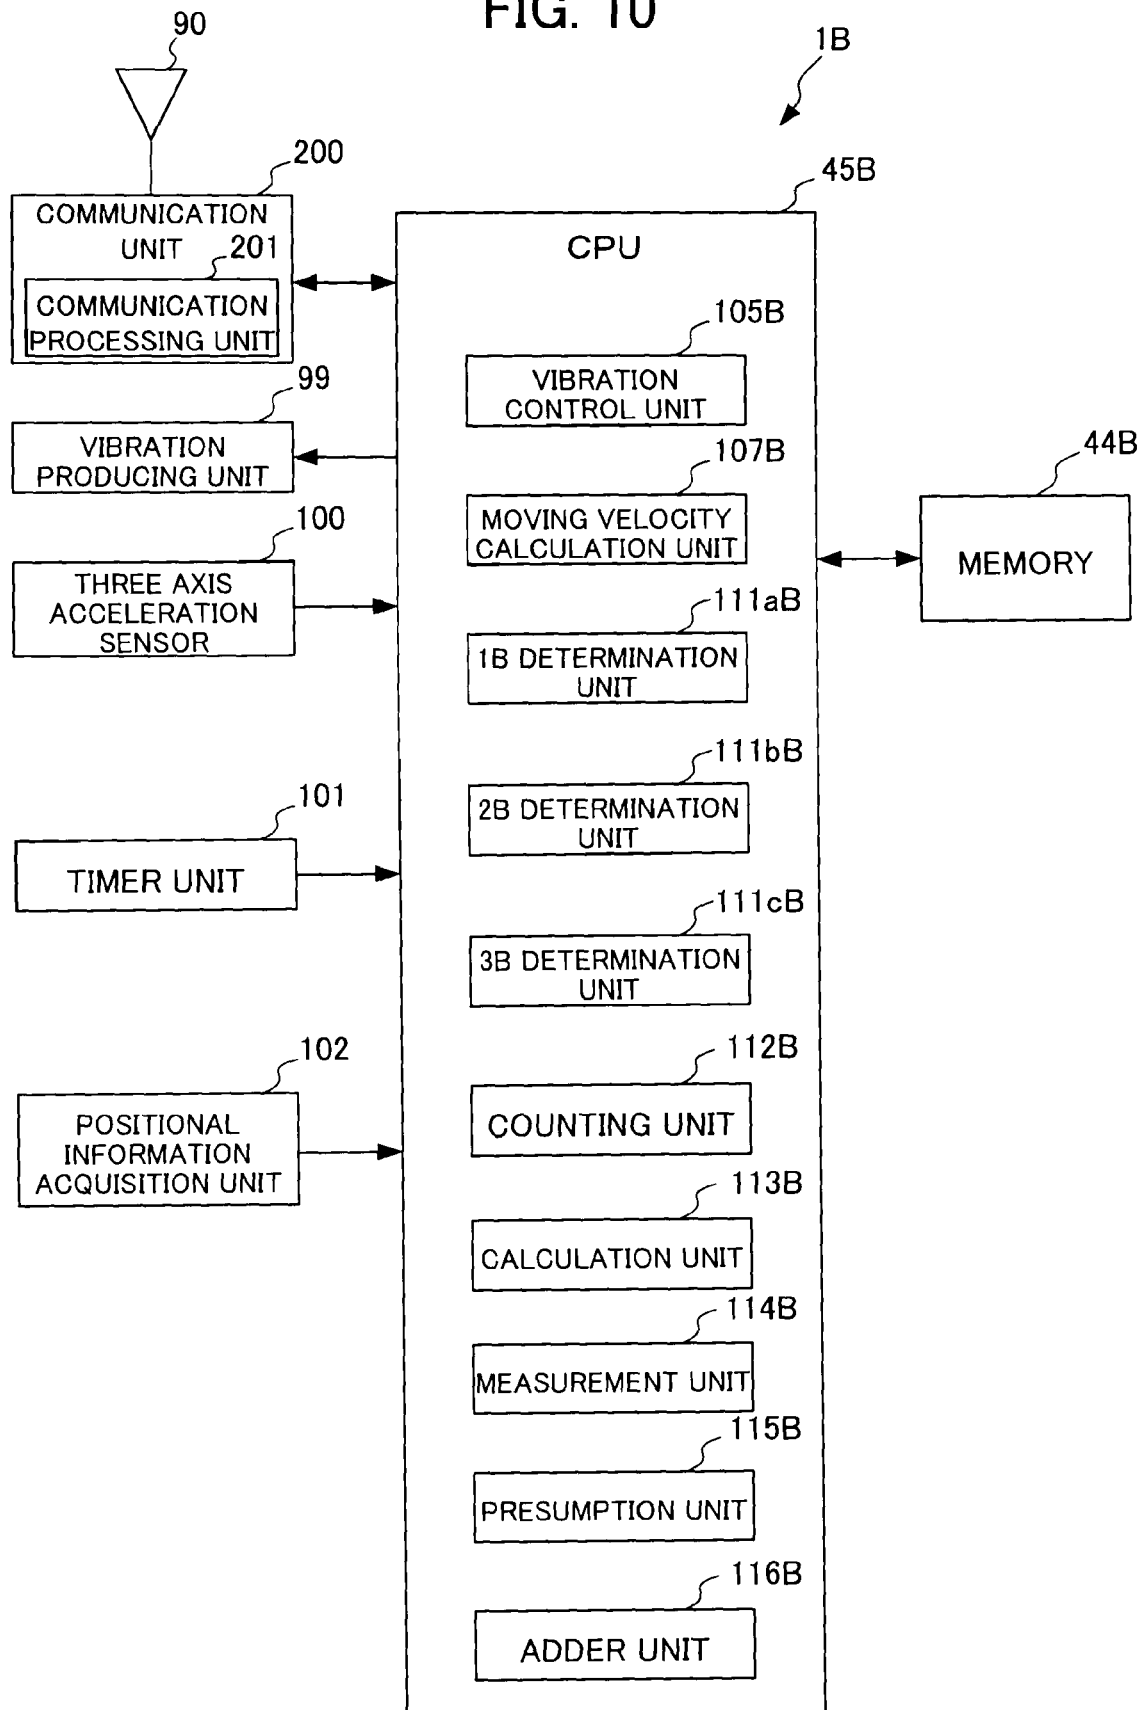 FIG. 10
90
1B
200
45B
COMMUNICATION
UNIT
201
COMMUNICATION
PROCESSING UNIT
CPU
105B
VIBRATION
CONTROL UNIT
99
VIBRATION
PRODUCING UNIT
107B
MOVING VELOCITY
CALCULATION UNIT
44B
MEMORY
100
THREE AXIS
ACCELERATION
SENSOR
111aB
1B DETERMINATION
UNIT
111bB
2B DETERMINATION
UNIT
101
TIMER UNIT
111cB
3B DETERMINATION
UNIT
102
POSITIONAL
INFORMATION
ACQUISITION UNIT
112B
COUNTING UNIT
113B
CALCULATION UNIT
114B
MEASUREMENT UNIT
115B
PRESUMPTION UNIT
116B
ADDER UNIT